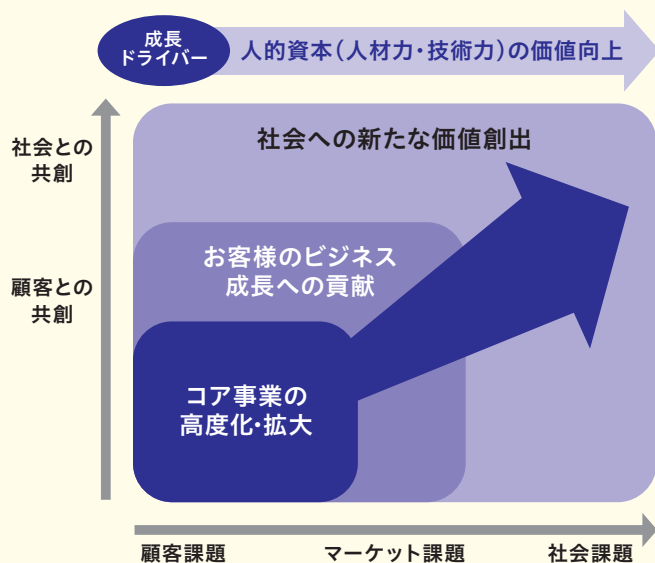 成長
ドライバー
人的資本(人材力・技術力)の価値向上
社会との
共創
社会への新たな価値創出
顧客との
共創
お客様のビジネス
成長への貢献
コア事業の
高度化・拡大
顧客課題
マーケット課題
社会課題